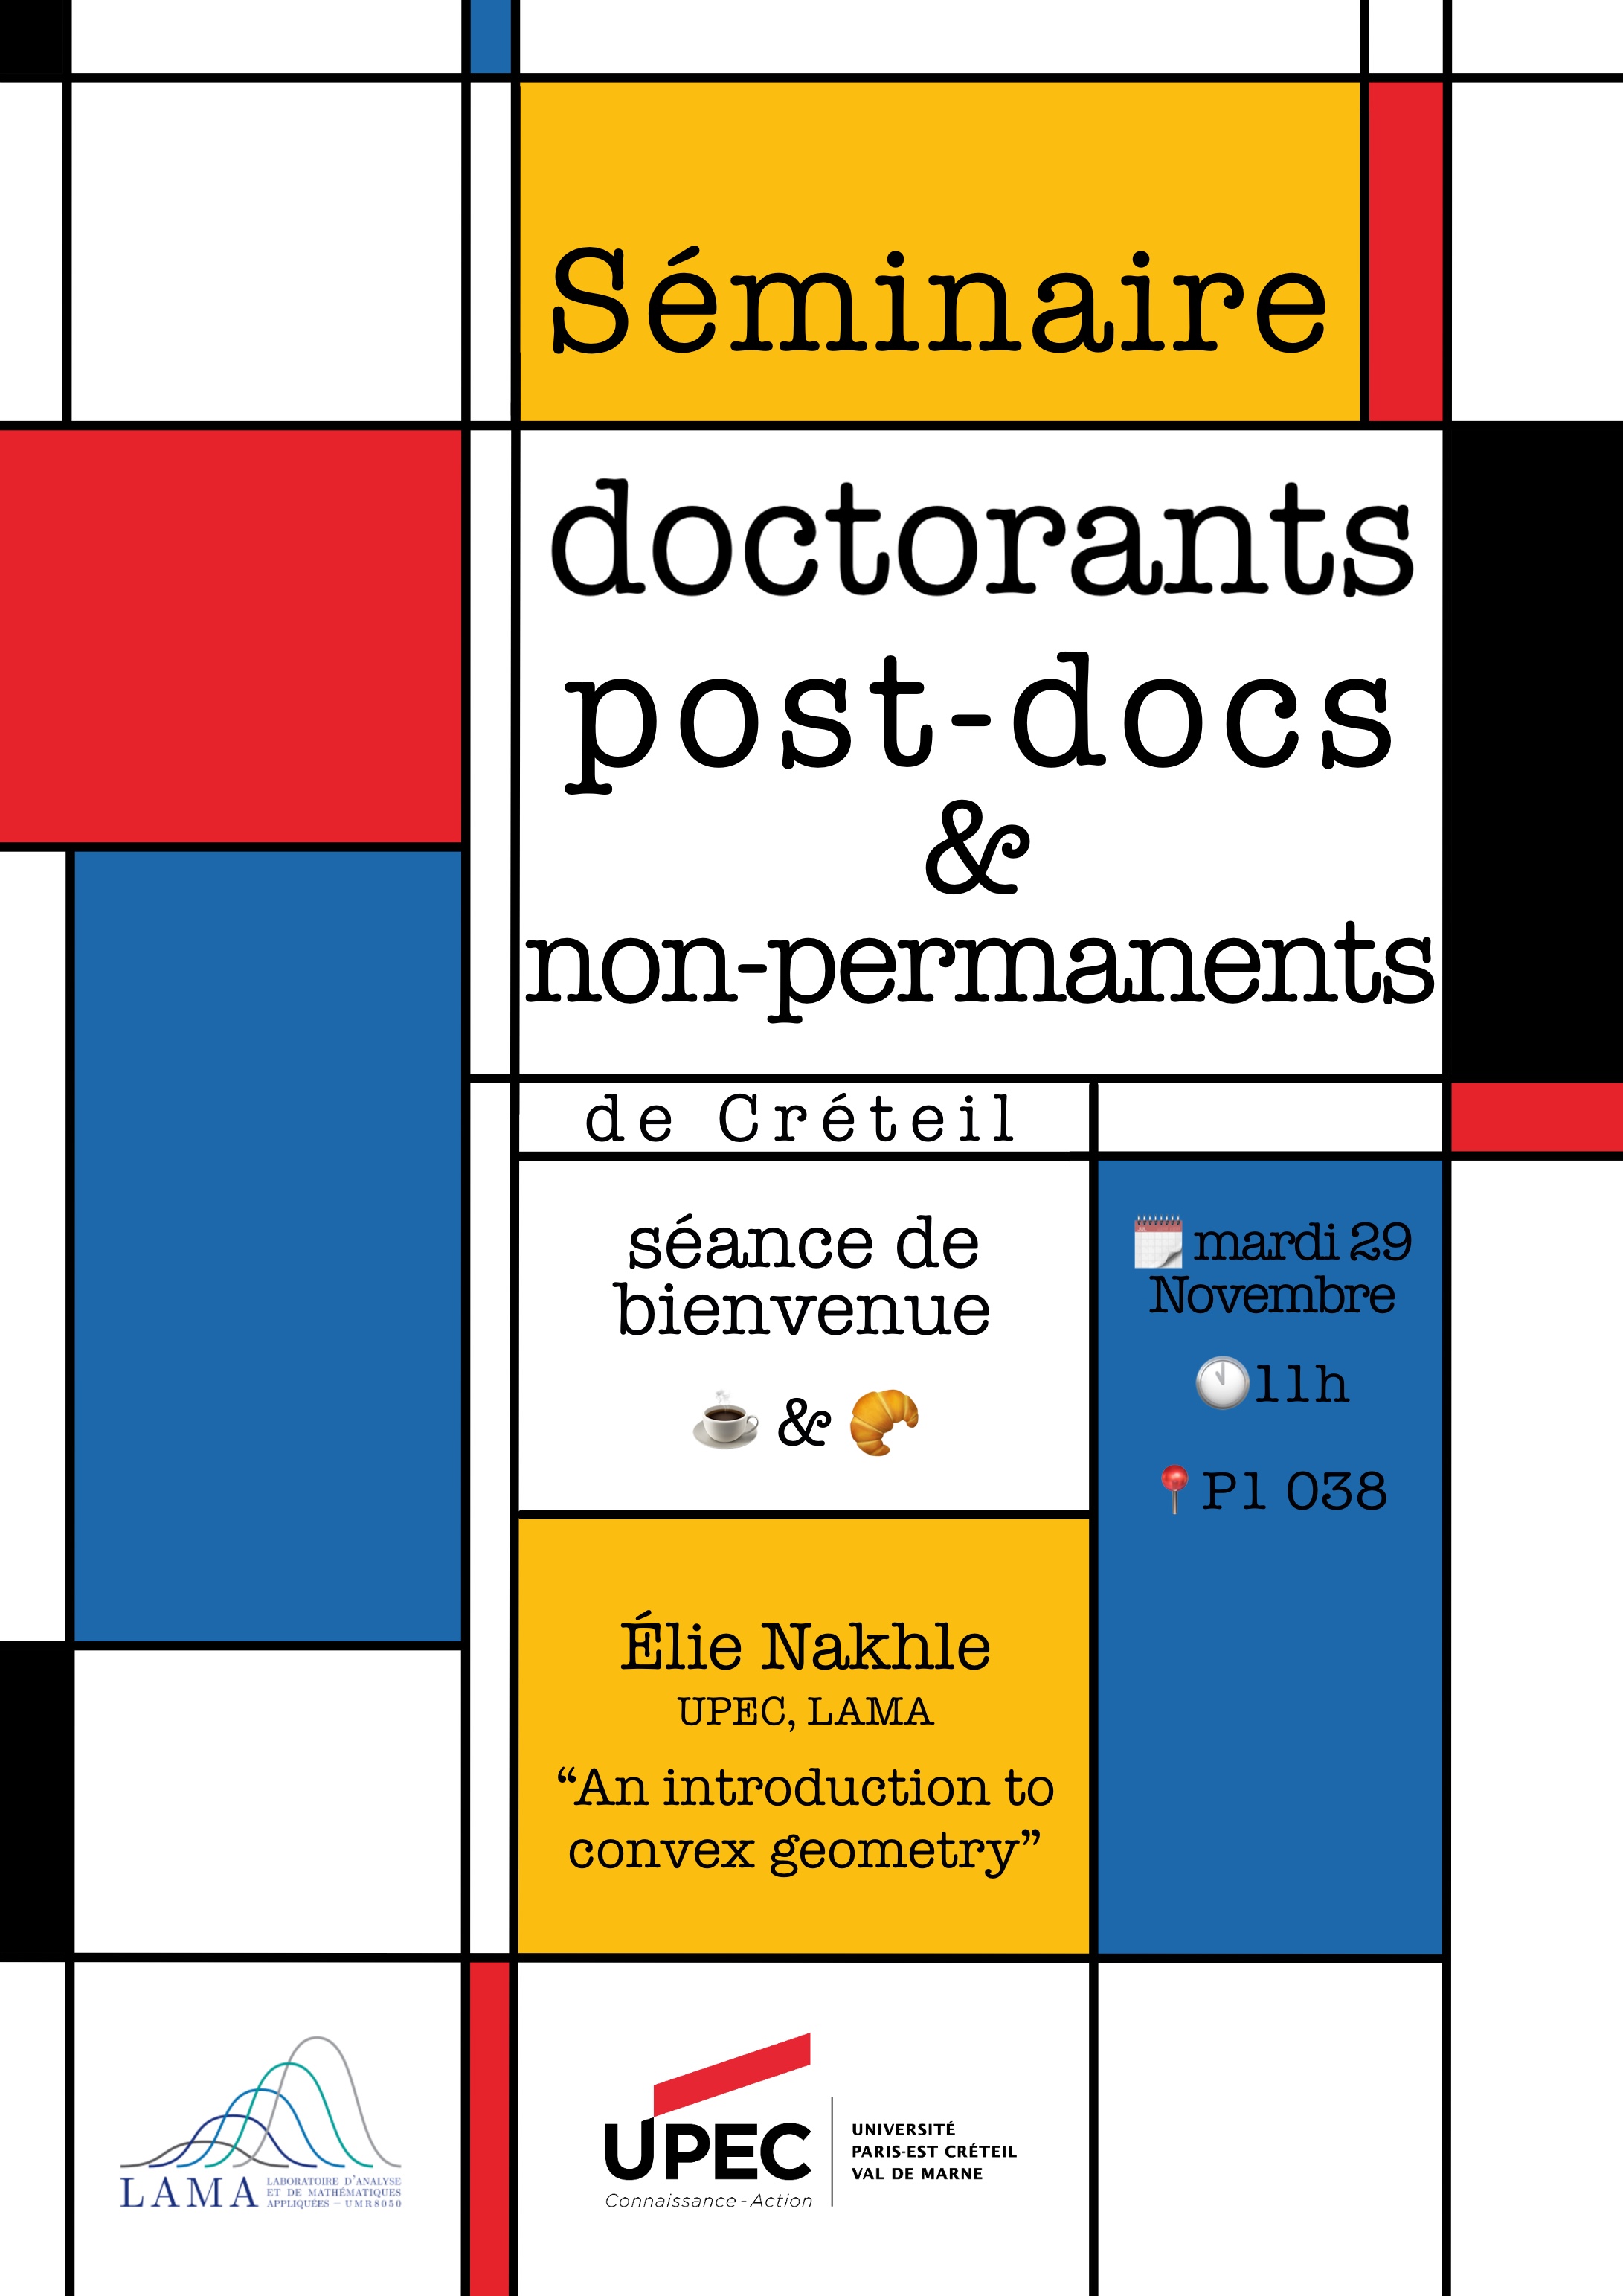 Séminaire
doctorants
post-docs
&
non-permanents
de Créteil
séance de
bienvenue
&
mardi 29
Novembre
11h
P1 038
Élie Nakhle
UPEC, LAMA
“An introduction to
convex geometry”
LAMA
LABORATOIRE D'ANALYSE
ET DE MATHÉMATIQUES
APPLIQUÉES – UMR8050
UPEC
Connaissance - Action
UNIVERSITÉ
PARIS-EST CRÉTEIL
VAL DE MARNE